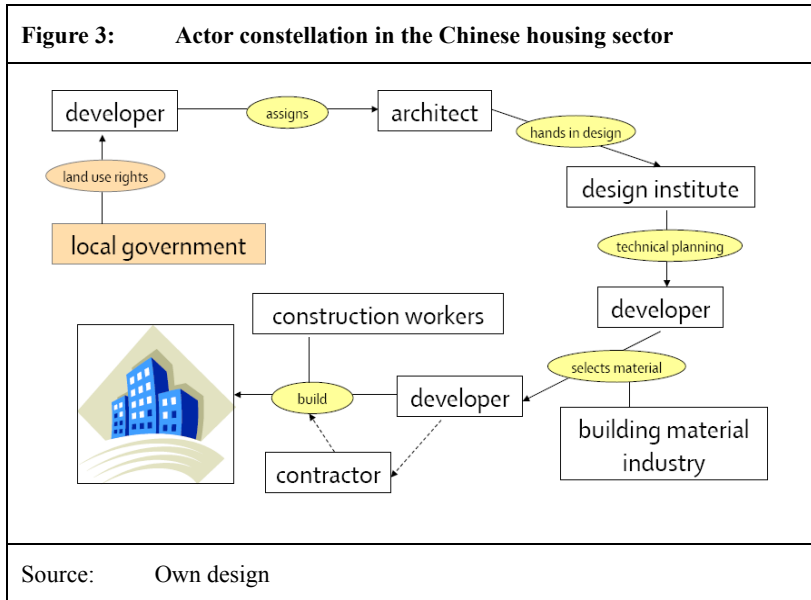 Figure 3: Actor constellation in the Chinese housing sector
developer
assigns
architect
hands in design
land use rights
design institute
local government
technical planning
developer
construction workers
selects material
build
developer
building material
industry
contractor
Source: Own design